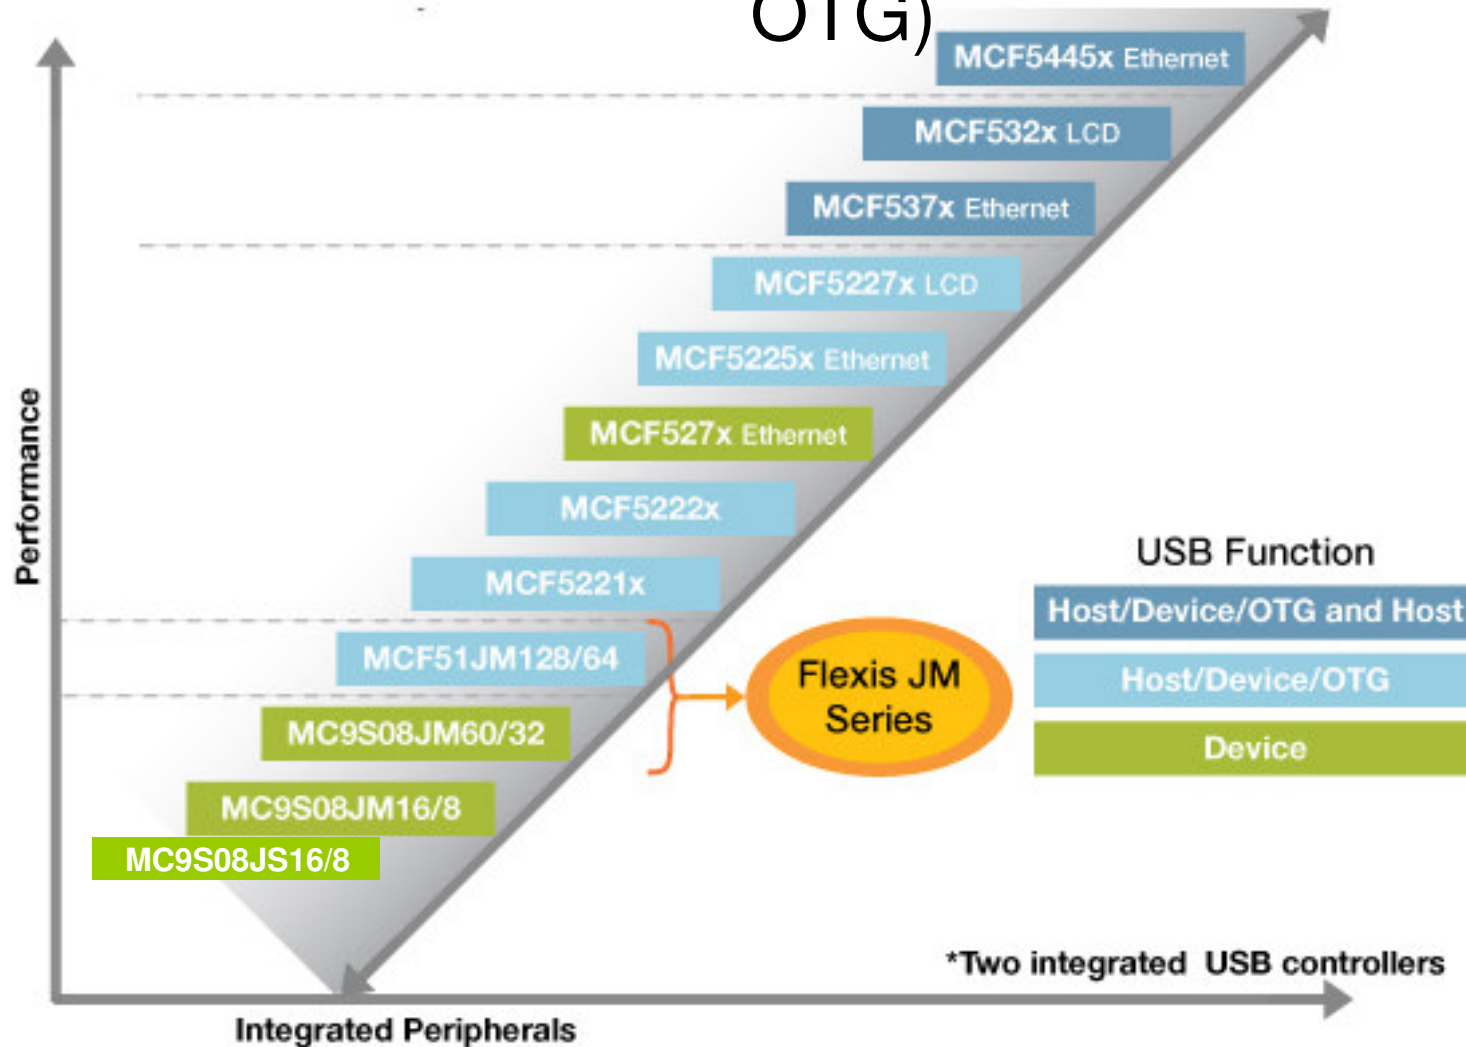 OTG)
MCF5445x Ethernet
MCF532x LCD
MCF537x Ethernet
MCF5227x LCD
MCF5225x Ethernet
MCF527x Ethernet
MCF5222x
MCF5221x
MCF51JM128/64
MC9S08JM60/32
MC9S08JM16/8
MC9S08JS16/8
Performance
Flexis JM
Series
USB Function
Host/Device/OTG and Host
Host/Device/OTG
Device
*Two integrated USB controllers
Integrated Peripherals